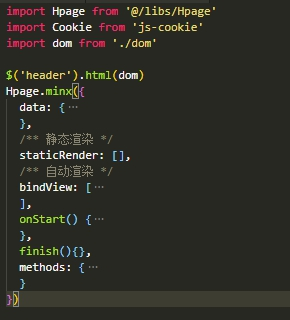 import Hpage from '@/libs/Hpage'
import Cookie from 'js-cookie'
import dom from './dom'
$('header').html(dom)
Hpage.minx({
data: {…
},
/** 静态渲染 */
staticRender: [],
/** 自动渲染 */
bindView: […
],
onStart() {…
},
finish(){},
methods: {…
}
})